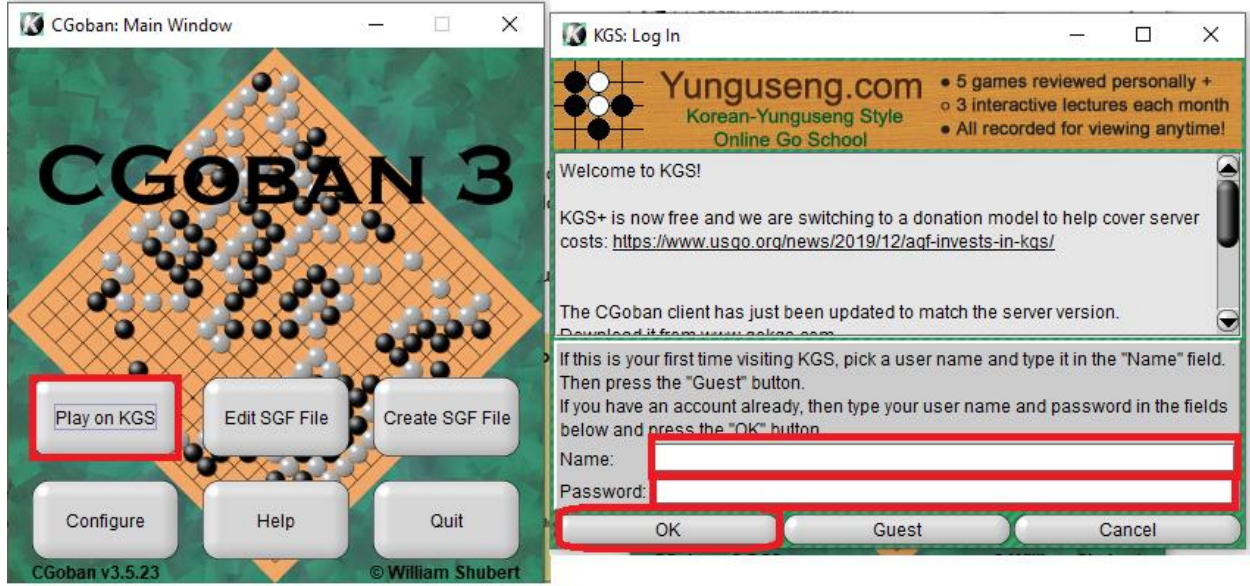 CGoban: Main Window
CGOBAN 3
Play on KGS
Edit SGF File
Create SGF File
Configure
Help
Quit
CGoban v3.5.23
© William Shubert
KGS: Log In
Yunguseng.com
Korean-Yunguseng Style
Online Go School
• 5 games reviewed personally +
○ 3 interactive lectures each month
• All recorded for viewing anytime!
Welcome to KGS!
KGS+ is now free and we are switching to a donation model to help cover server
costs: https://www.usgo.org/news/2019/12/agf-invests-in-kgs/
The CGoban client has just been updated to match the server version.
Download it from www.gokgs.com
If this is your first time visiting KGS, pick a user name and type it in the "Name" field.
Then press the "Guest" button.
If you have an account already, then type your user name and password in the fields
below and press the "OK" button.
Name:
Password:
OK
Guest
Cancel